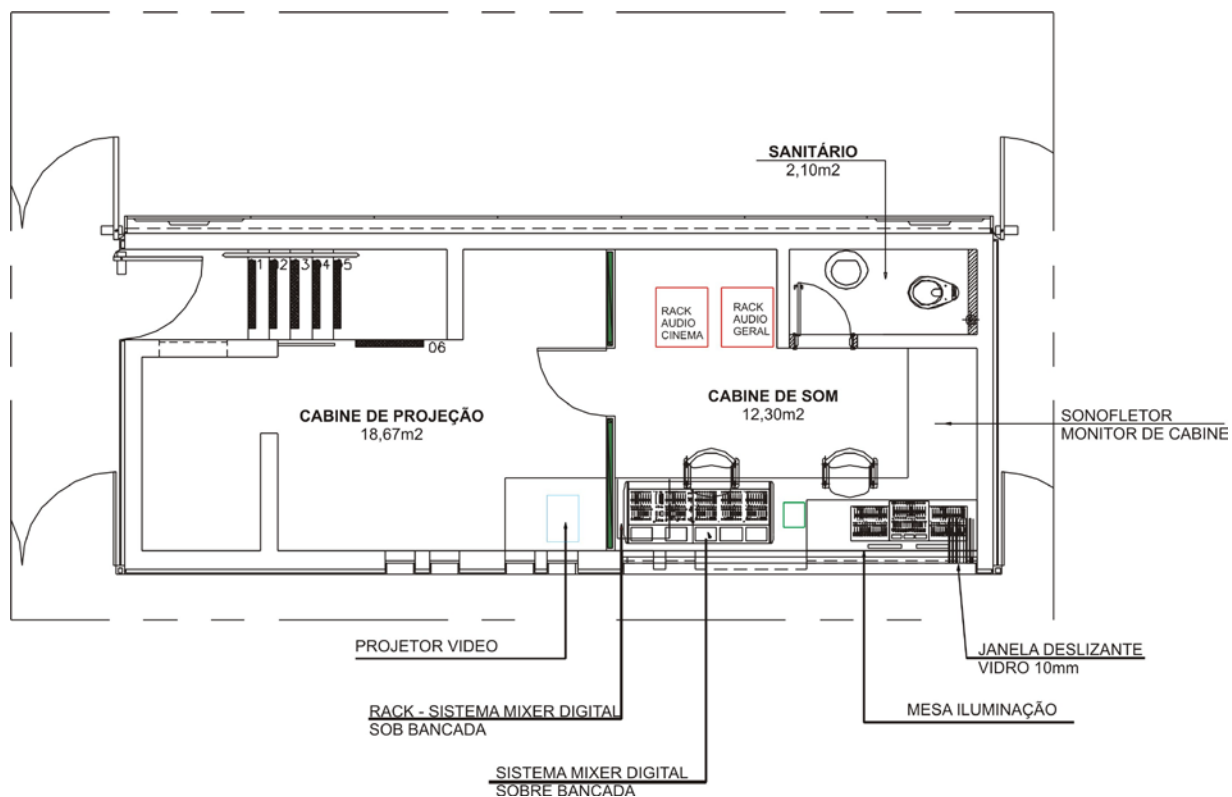 SANITÁRIO
2,10m2
1 2 3 4 5
RACK
AUDIO
CINEMA
RACK
AUDIO
GERAL
06
CABINE DE PROJEÇÃO
18,67m2
CABINE DE SOM
12,30m2
SONOFLETOR
MONITOR DE CABINE
PROJETOR VIDEO
JANELA DESLIZANTE
VIDRO 10mm
RACK - SISTEMA MIXER DIGITAL
SOB BANCADA
MESA ILUMINAÇÃO
SISTEMA MIXER DIGITAL
SOBRE BANCADA